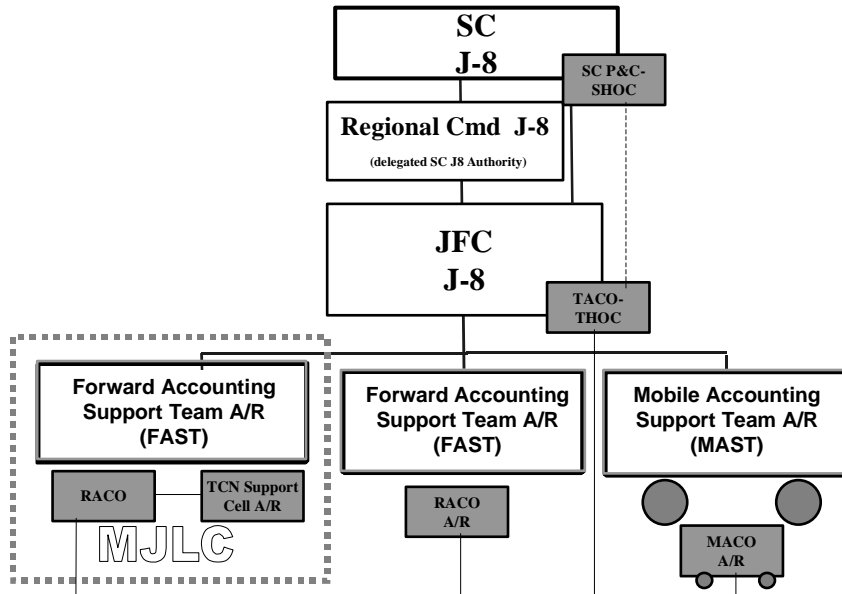 SC
J-8
SC P&C-
SHOC
Regional Cmd J-8
(delegated SC J8 Authority)
JFC
J-8
TACO-
THOC
Forward Accounting
Support Team A/R
(FAST)
Forward Accounting
Support Team A/R
(FAST)
Mobile Accounting
Support Team A/R
(MAST)
RACO
TCN Support
Cell A/R
RACO
A/R
MJLC
MACO
A/R